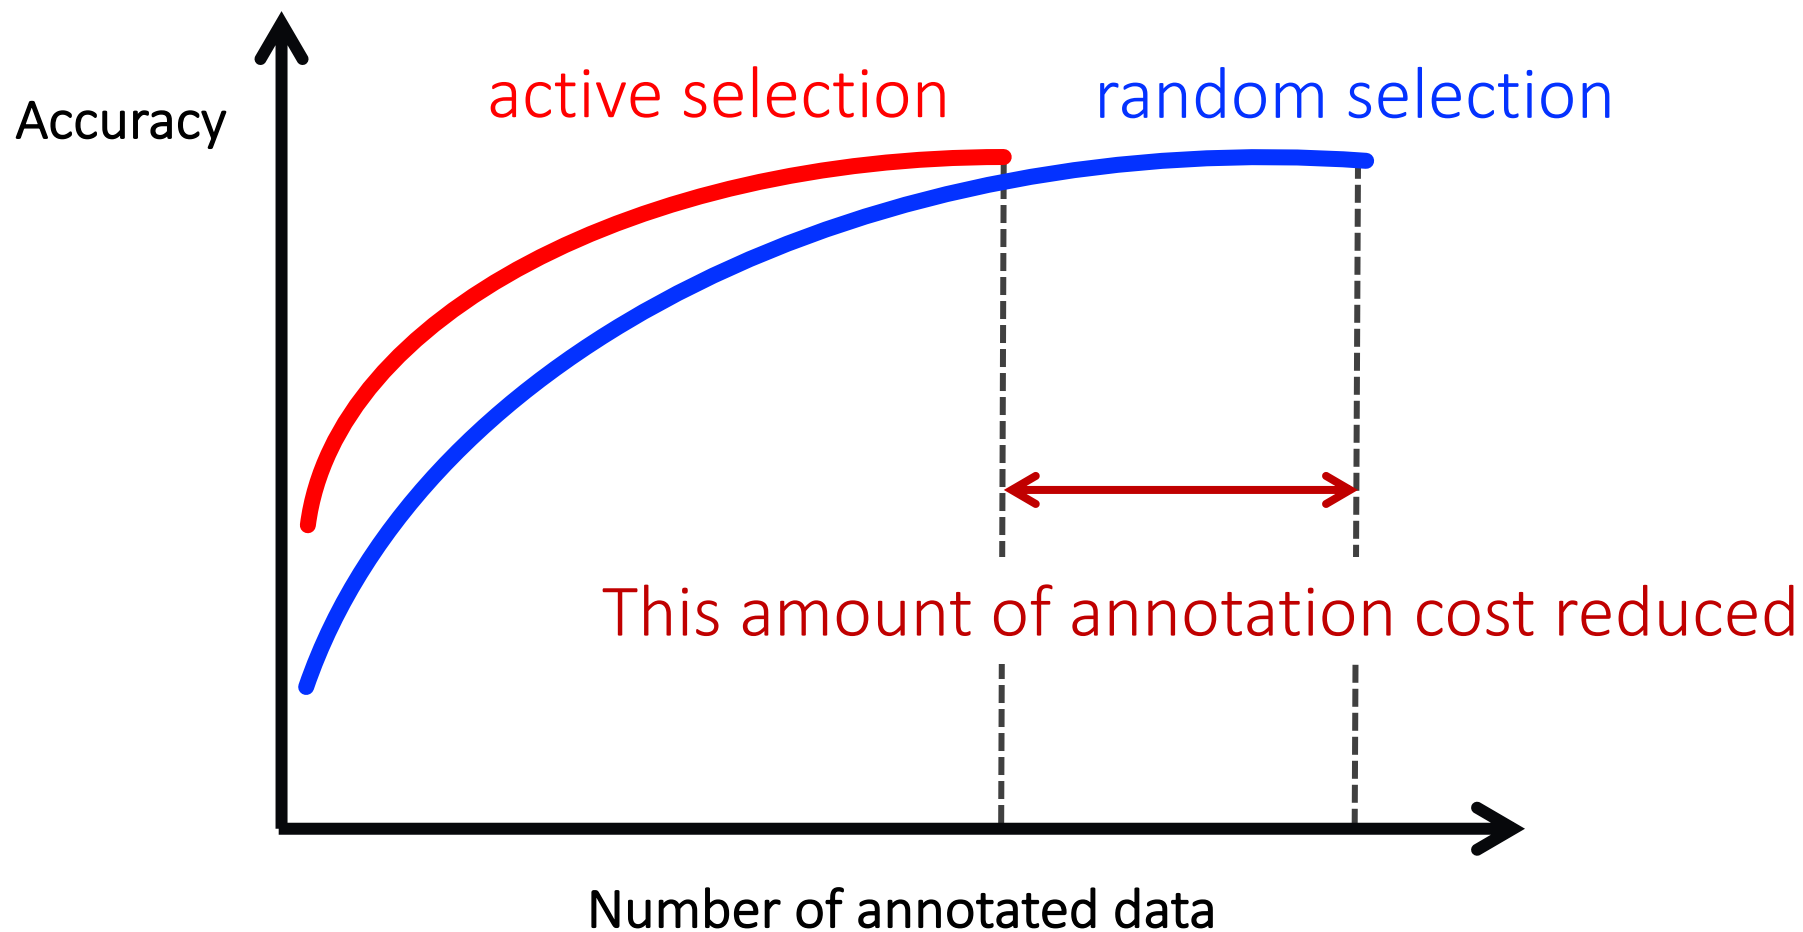 active selection
random selection
Accuracy
This amount of annotation cost reduced
Number of annotated data